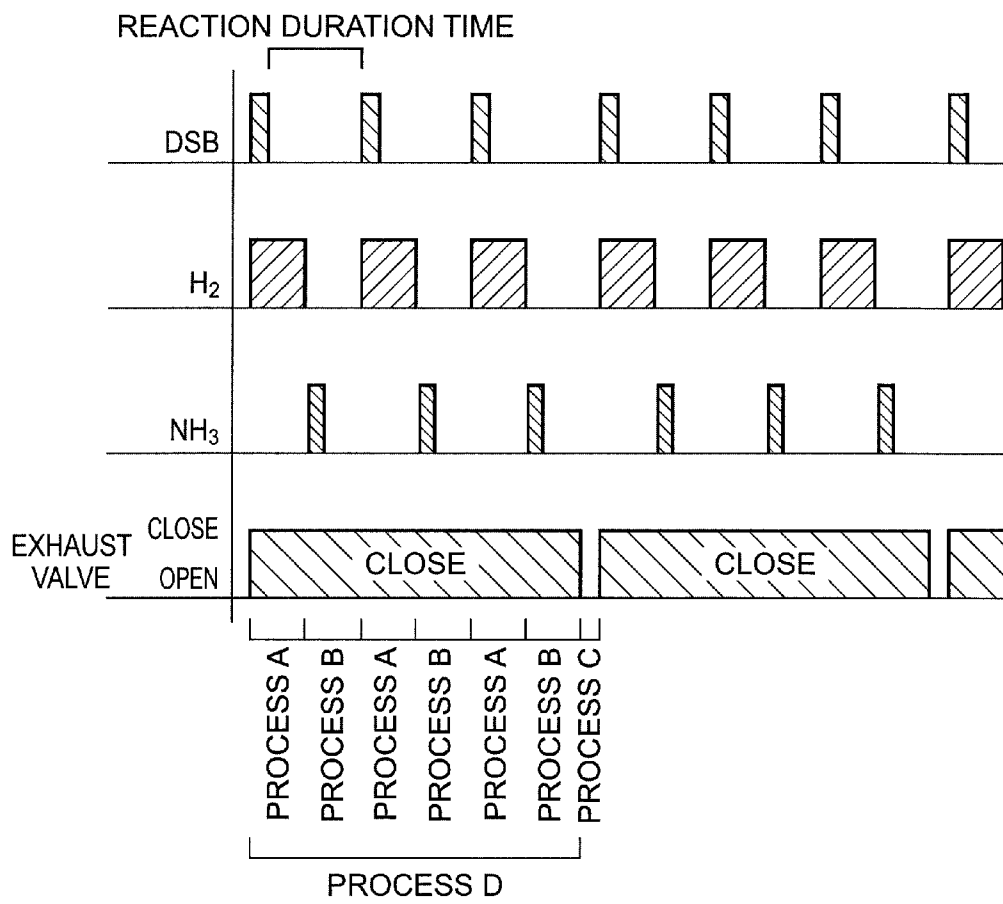 REACTION DURATION TIME
DSB
H2
NH3
EXHAUST VALVE
CLOSE
OPEN
CLOSE
CLOSE
PROCESS A
PROCESS B
PROCESS A
PROCESS B
PROCESS A
PROCESS B
PROCESS C
PROCESS D